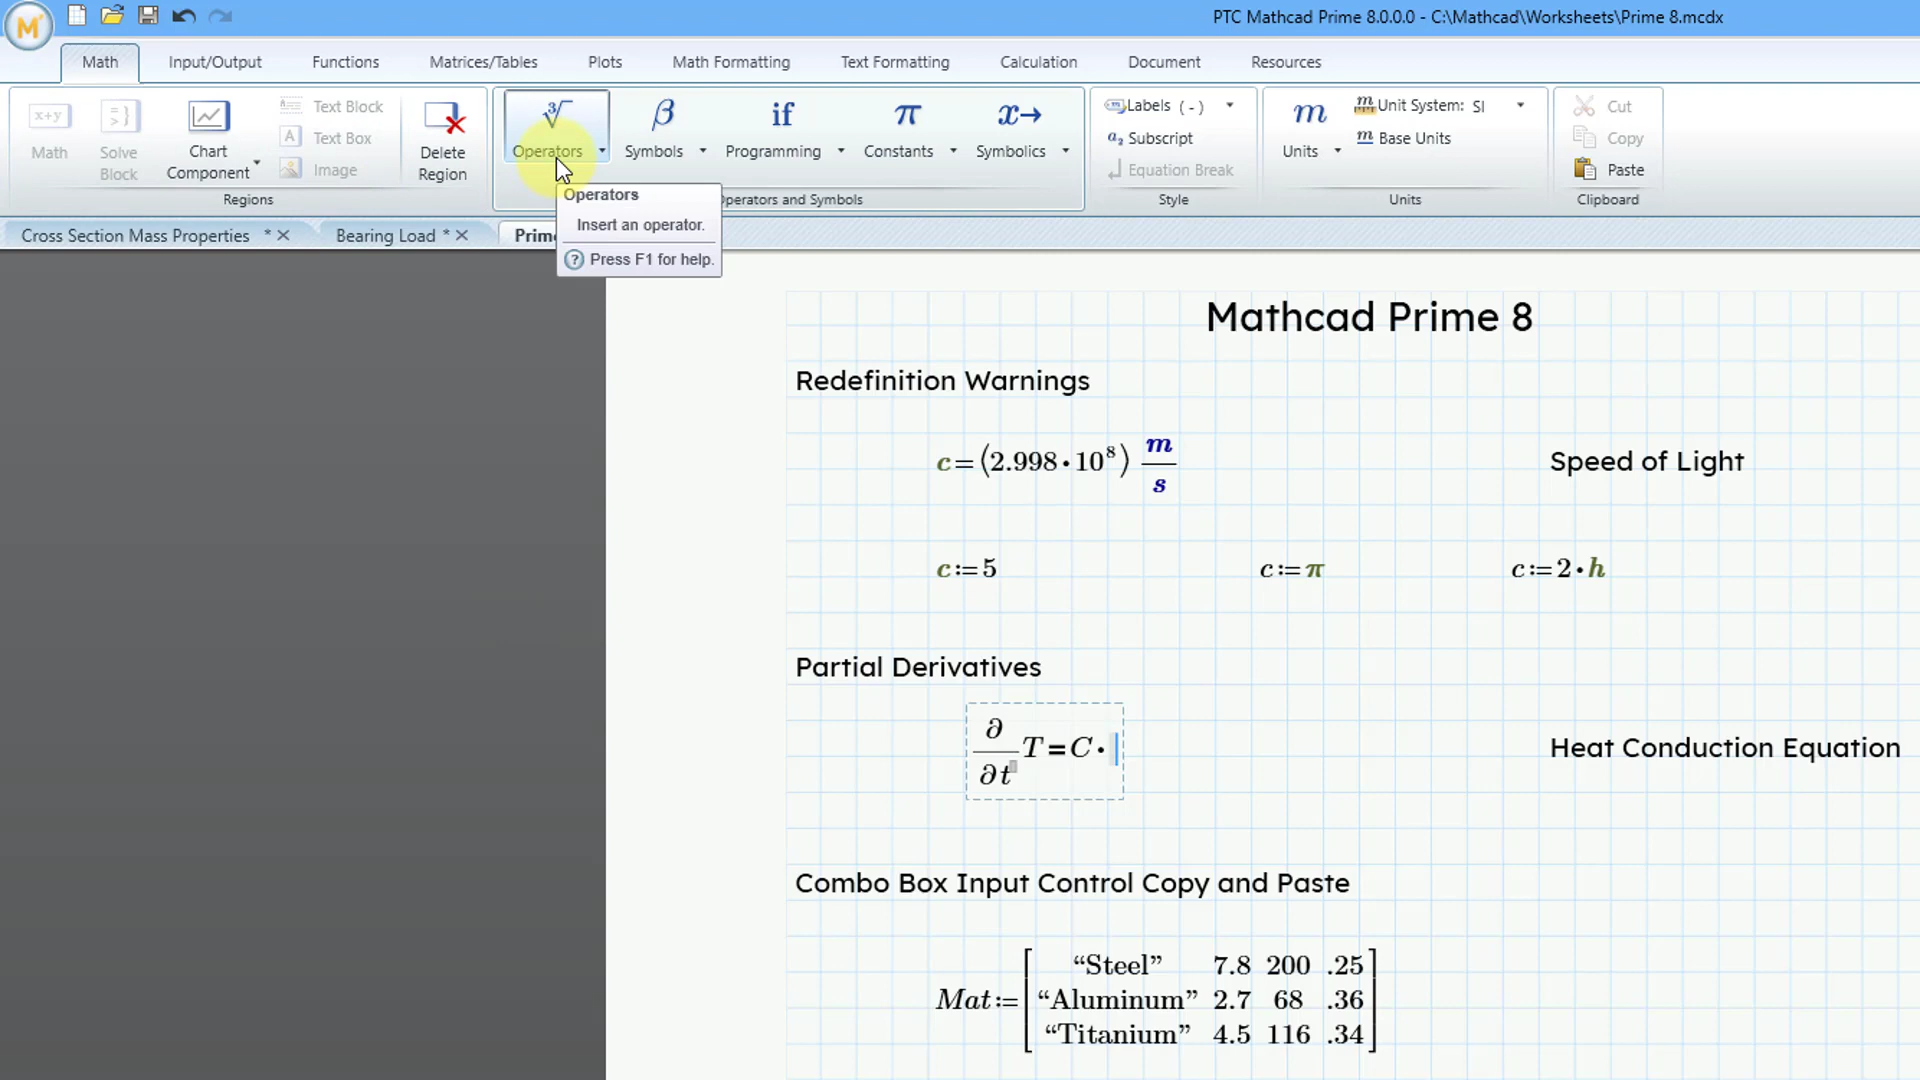 PTC Mathcad Prime 8.0.0.0 - C:\Mathcad\Worksheets\Prime 8.mcdx
Math Input/Output Functions Matrices/Tables Plots Math Formatting Text Formatting Calculation Document Resources
x+y
Math
Solve Block
Chart Component
Text Block
Text Box
Image
Delete Region
Regions
Operators
β Symbols
if Programming
π Constants
x→ Symbolics
Operators and Symbols
Labels (-)
Subscript
Equation Break
Style
m Units
Unit System: SI
Base Units
Units
Cut
Copy
Paste
Clipboard
Operators
Insert an operator.
Press F1 for help.
Cross Section Mass Properties * Bearing Load * Prime
Mathcad Prime 8
Redefinition Warnings
c=(2.998·10⁸) m/s Speed of Light
c:=5 c:=π c:=2·h
Partial Derivatives
∂/∂t T=C· Heat Conduction Equation
Combo Box Input Control Copy and Paste
“Steel” 7.8 200 .25
Mat:= “Aluminum” 2.7 68 .36
“Titanium” 4.5 116 .34